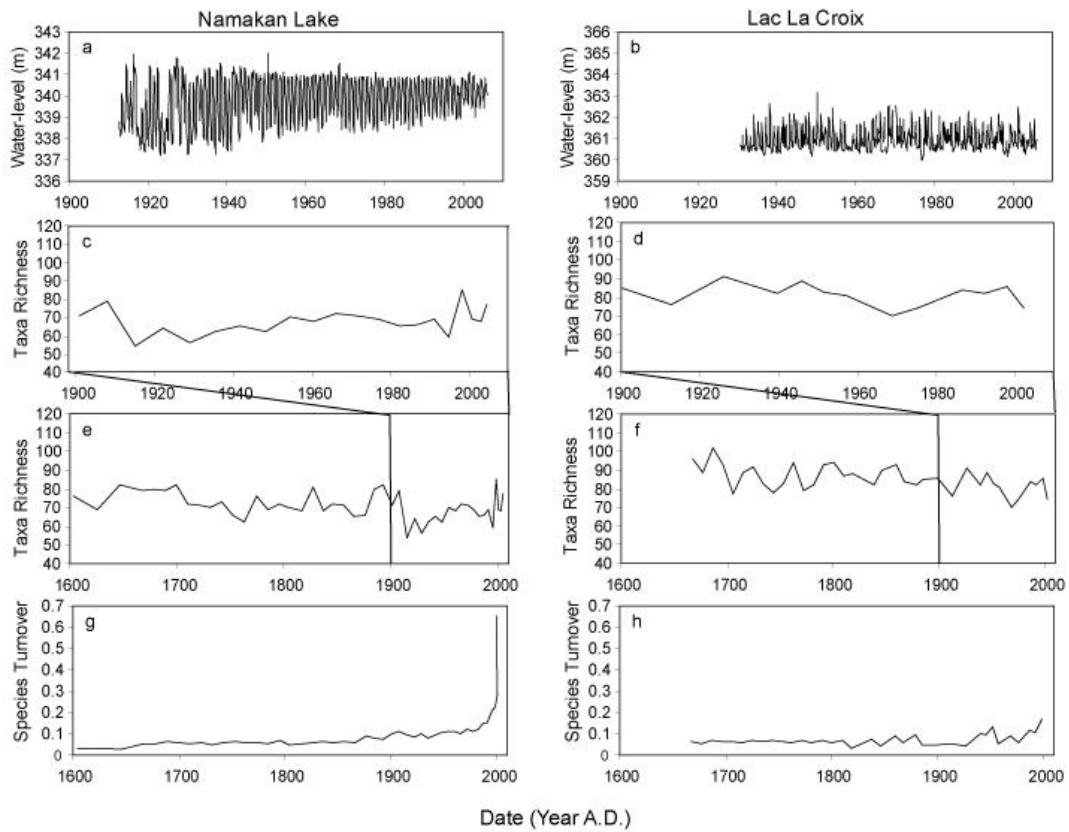 Namakan Lake
Lac La Croix
a
Water-level (m)
343
342
341
340
339
338
337
336
1900 1920 1940 1960 1980 2000
b
Water-level (m)
366
365
364
363
362
361
360
359
1900 1920 1940 1960 1980 2000
c
Taxa Richness
120
110
100
90
80
70
60
50
40
1900 1920 1940 1960 1980 2000
d
Taxa Richness
120
110
100
90
80
70
60
50
40
1900 1920 1940 1960 1980 2000
e
Taxa Richness
120
110
100
90
80
70
60
50
40
1600 1700 1800 1900 2000
f
Taxa Richness
120
110
100
90
80
70
60
50
40
1600 1700 1800 1900 2000
g
Species Turnover
0.7
0.6
0.5
0.4
0.3
0.2
0.1
0
1600 1700 1800 1900 2000
h
Species Turnover
0.7
0.6
0.5
0.4
0.3
0.2
0.1
0
1600 1700 1800 1900 2000
Date (Year A.D.)